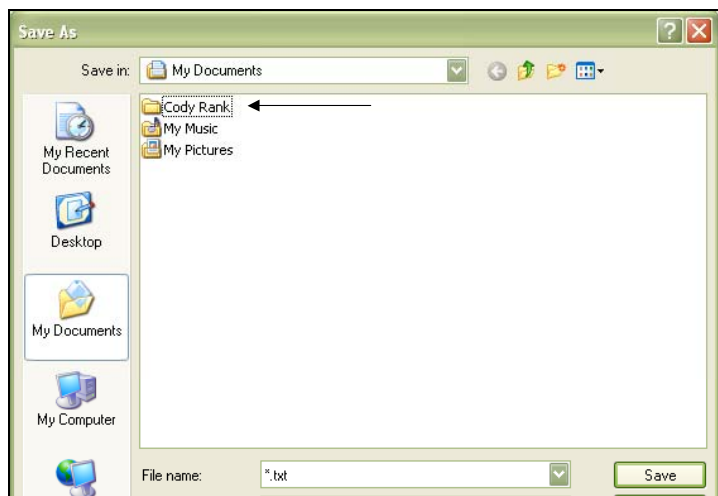 Save As
Save in: My Documents
Cody Rank
My Music
My Pictures
My Recent
Documents
Desktop
My Documents
My Computer
File name: *.txt Save